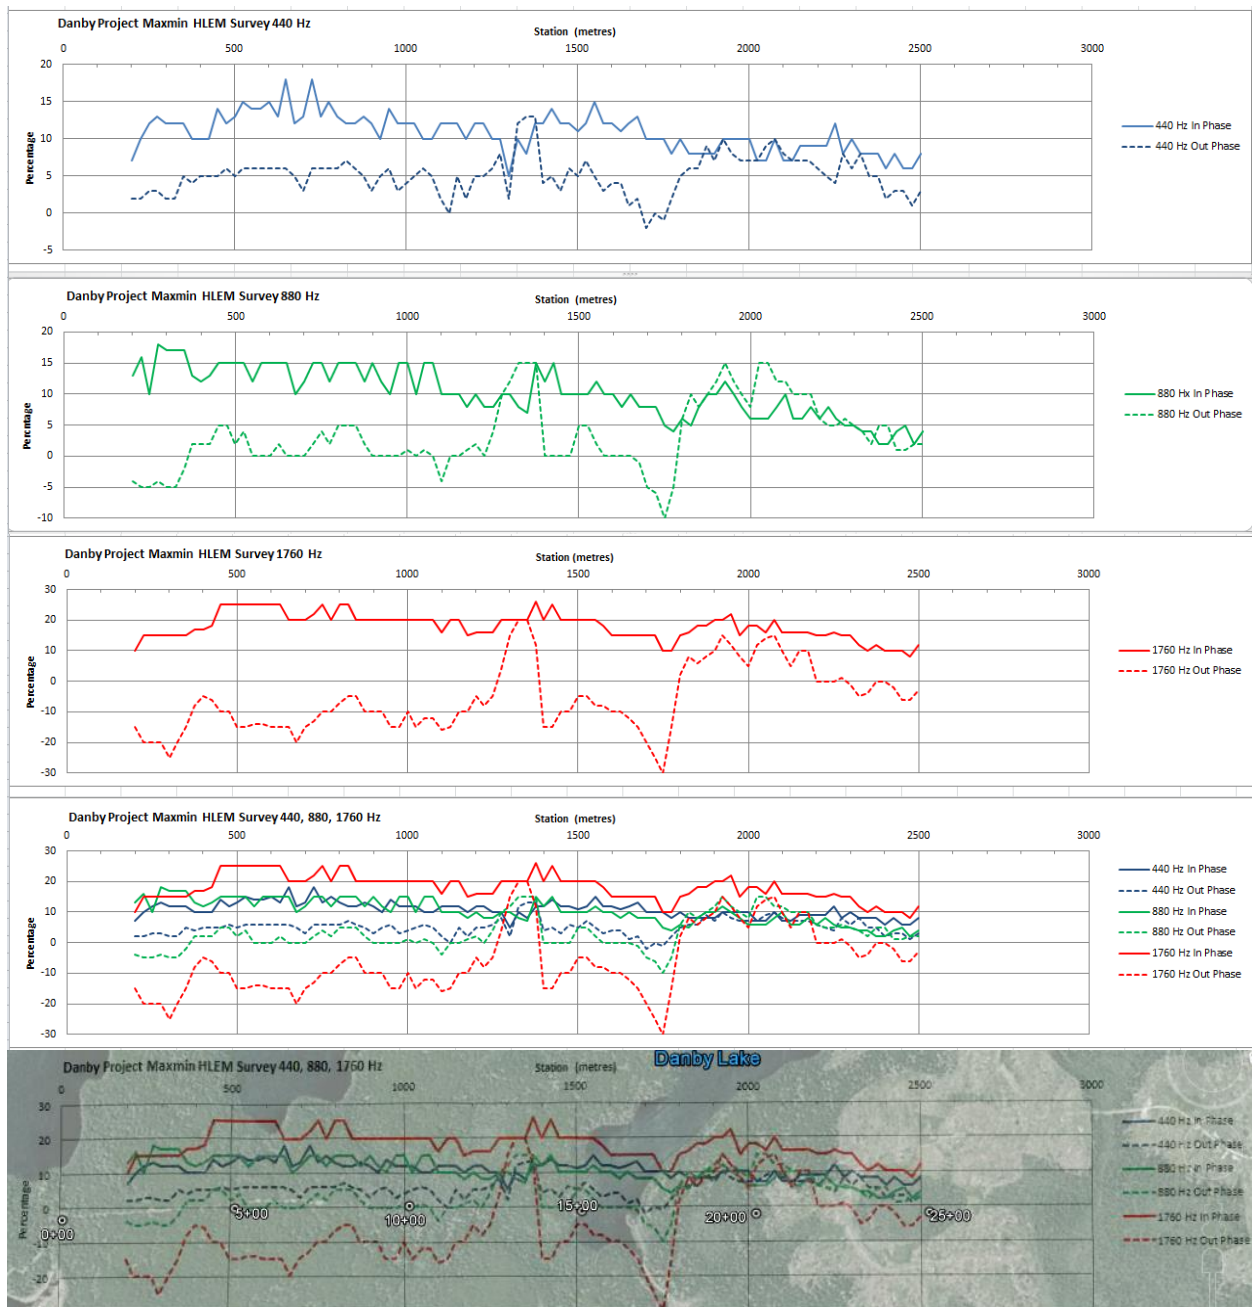 Danby Project Maxmin HLEM Survey 440 Hz
Station (metres)
0 500 1000 1500 2000 2500 3000
20
15
10
5
0
-5
Percentage
440 Hz In Phase
440 Hz Out Phase
Danby Project Maxmin HLEM Survey 880 Hz
Station (metres)
0 500 1000 1500 2000 2500 3000
20
15
10
5
0
-5
-10
Percentage
880 Hx In Phase
880 Hz Out Phase
Danby Project Maxmin HLEM Survey 1760 Hz
Station (metres)
0 500 1000 1500 2000 2500 3000
30
20
10
0
-10
-20
-30
Percentage
1760 Hz In Phase
1760 Hz Out Phase
Danby Project Maxmin HLEM Survey 440, 880, 1760 Hz
Station (metres)
0 500 1000 1500 2000 2500 3000
30
20
10
0
-10
-20
-30
Percentage
440 Hz In Phase
440 Hz Out Phase
880 Hz In Phase
880 Hz Out Phase
1760 Hz In Phase
1760 Hz Out Phase
Danby Lake
Danby Project Maxmin HLEM Survey 440, 880, 1760 Hz
Station (metres)
0 500 1000 1500 2000 2500 3000
30
20
10
0
-10
-20
Percentage
0+00 5+00 10+00 15+00 20+00 25+00
440 Hz In Phase
440 Hz Out Phase
880 Hz In Phase
880 Hz Out Phase
1760 Hz In Phase
1760 Hz Out Phase